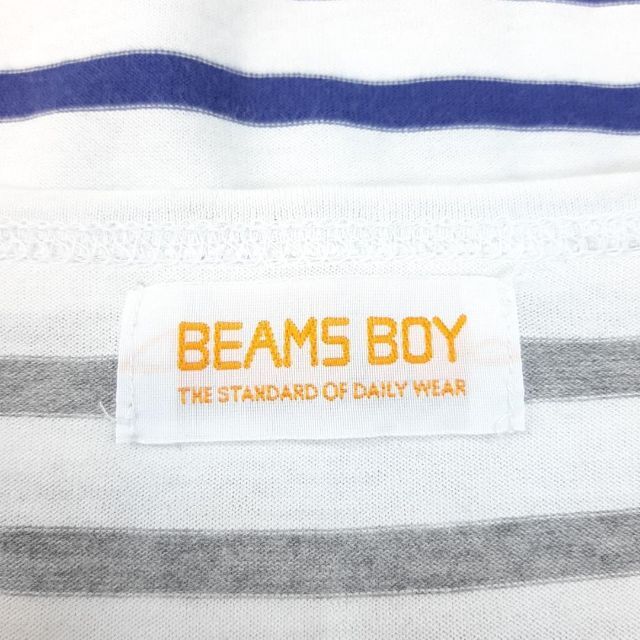 BEAMS BOY
THE STANDARD OF DAILY WEAR